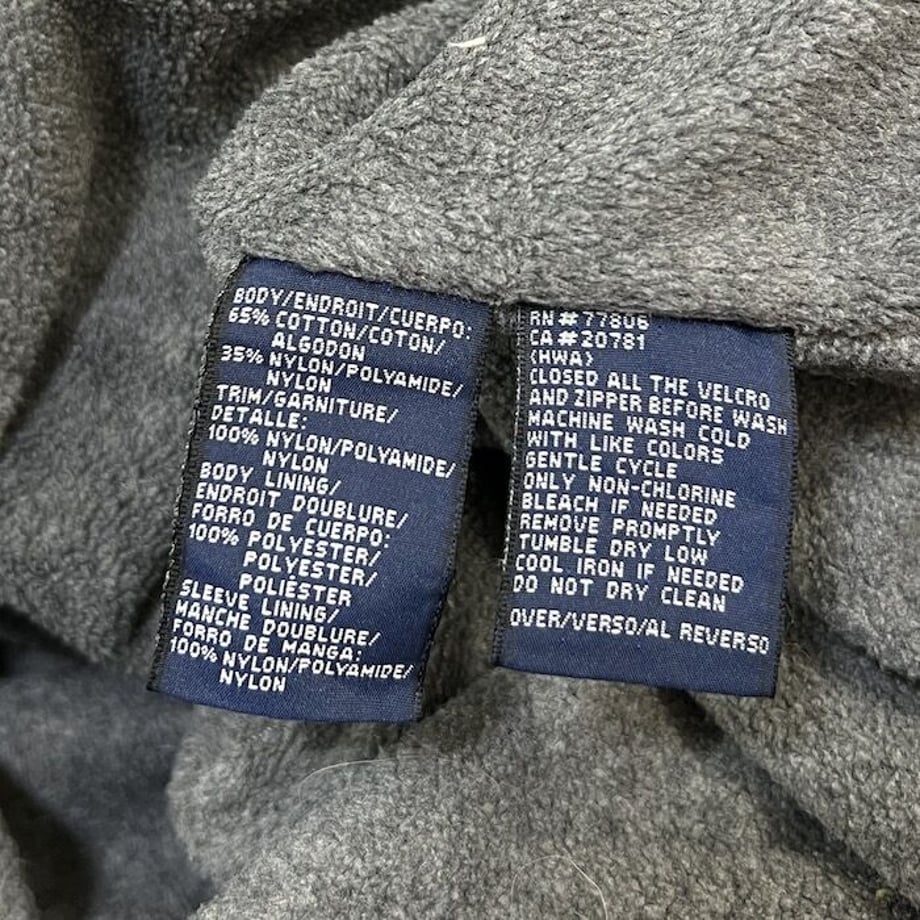 BODY/ENDROIT/CUERPO:
65% COTTON/COTON/
ALGODON
35% NYLON/POLYAMIDE/
NYLON
TRIM/GARNITURE/
DETALLE:
100% NYLON/POLYAMIDE/
NYLON
BODY LINING/
ENDROIT DOUBLURE/
FORRO DE CUERPO:
100% POLYESTER/
POLYESTER/
POLIÉSTER
SLEEVE LINING/
MANCHE DOUBLURE/
FORRO DE MANGA:
100% NYLON/POLYAMIDE/
NYLON
RN # 77806
CA # 20781
(HWA)
CLOSED ALL THE VELCRO
AND ZIPPER BEFORE WASH
MACHINE WASH COLD
WITH LIKE COLORS
GENTLE CYCLE
ONLY NON-CHLORINE
BLEACH IF NEEDED
REMOVE PROMPTLY
TUMBLE DRY LOW
COOL IRON IF NEEDED
DO NOT DRY CLEAN
OVER/VERSO/AL REVERSO